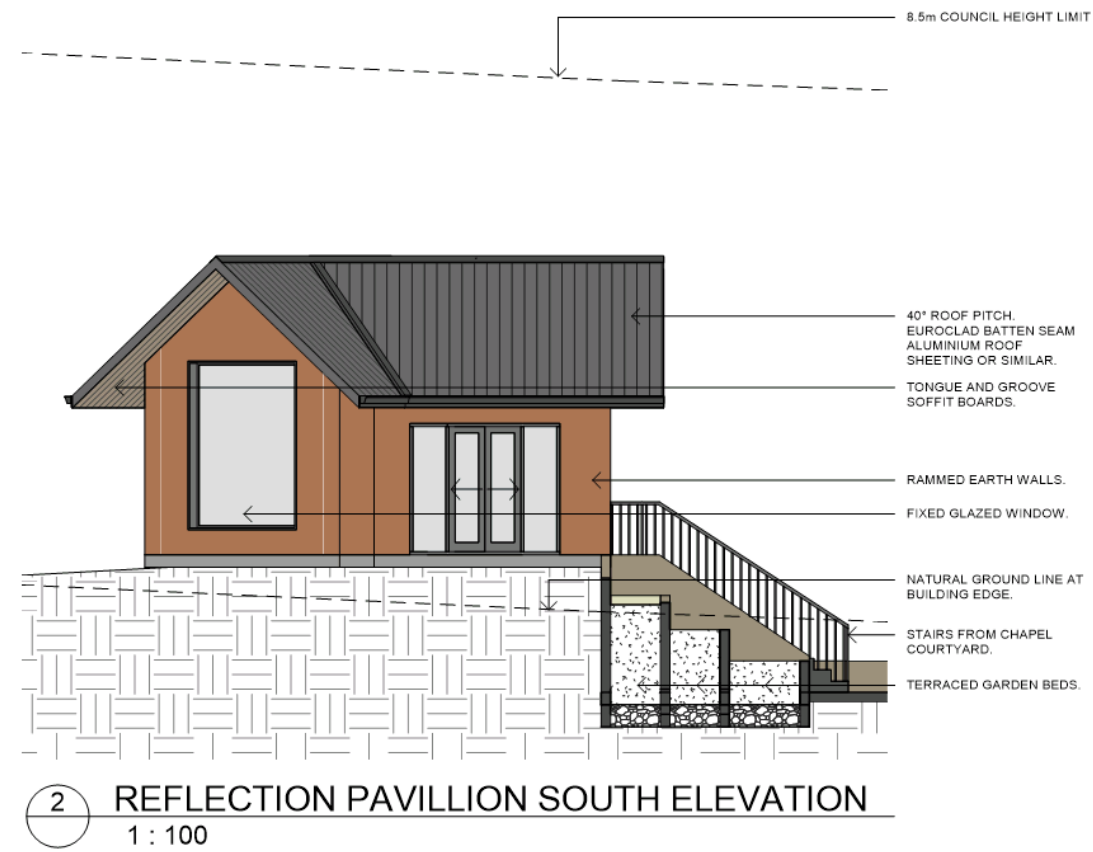 8.5m COUNCIL HEIGHT LIMIT
40° ROOF PITCH.
EUROCLAD BATTEN SEAM
ALUMINIUM ROOF
SHEETING OR SIMILAR.
TONGUE AND GROOVE
SOFFIT BOARDS.
RAMMED EARTH WALLS.
FIXED GLAZED WINDOW.
NATURAL GROUND LINE AT
BUILDING EDGE.
STAIRS FROM CHAPEL
COURTYARD.
TERRACED GARDEN BEDS.
2
REFLECTION PAVILLION SOUTH ELEVATION
1 : 100